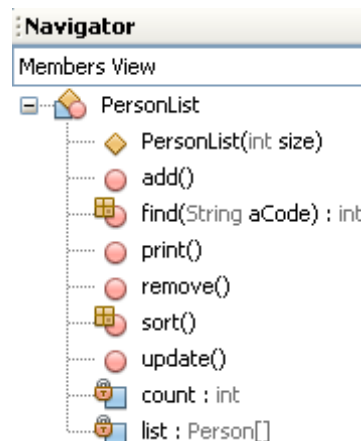 Navigator
Members View
PersonList
PersonList(int size)
add()
find(String aCode) : int
print()
remove()
sort()
update()
count : int
list : Person[]